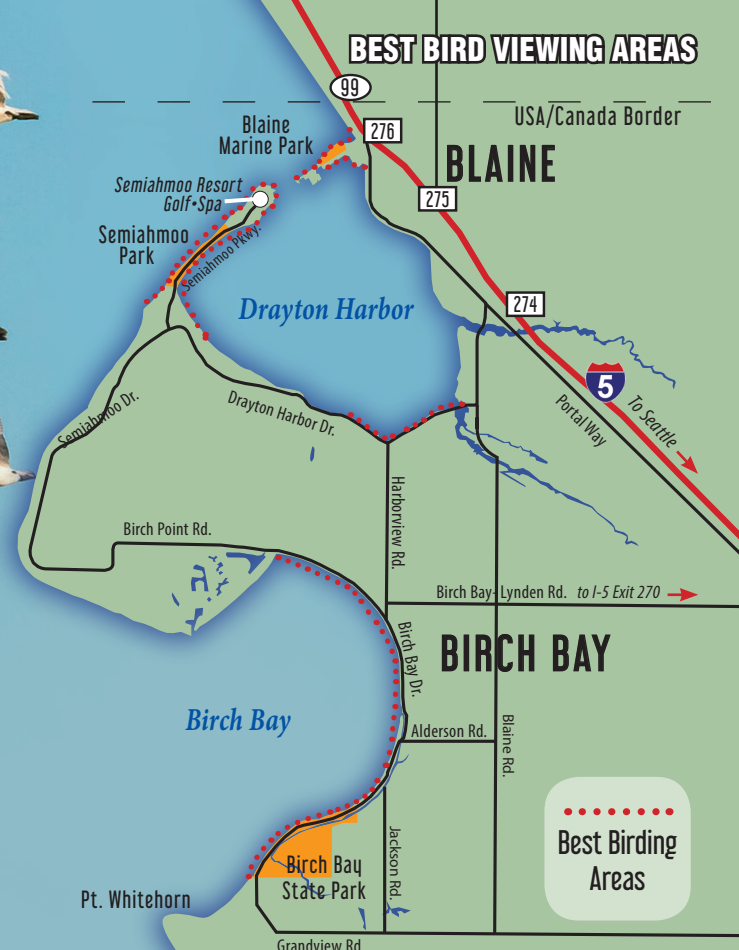 BEST BIRD VIEWING AREAS
99
USA/Canada Border
Blaine
Marine Park
276
BLAINE
Semiahmoo Resort
Golf•Spa
275
Semiahmoo
Park
Semiahmoo Pkwy.
Drayton Harbor
274
5
To Seattle
Portal Way
Semiahmoo Dr.
Drayton Harbor Dr.
Harborview Rd.
Birch Point Rd.
Birch Bay-Lynden Rd. to I-5 Exit 270
Birch Bay Dr.
BIRCH BAY
Birch Bay
Alderson Rd.
Blaine Rd.
Best Birding
Areas
Jackson Rd.
Birch Bay
State Park
Pt. Whitehorn
Grandview Rd.